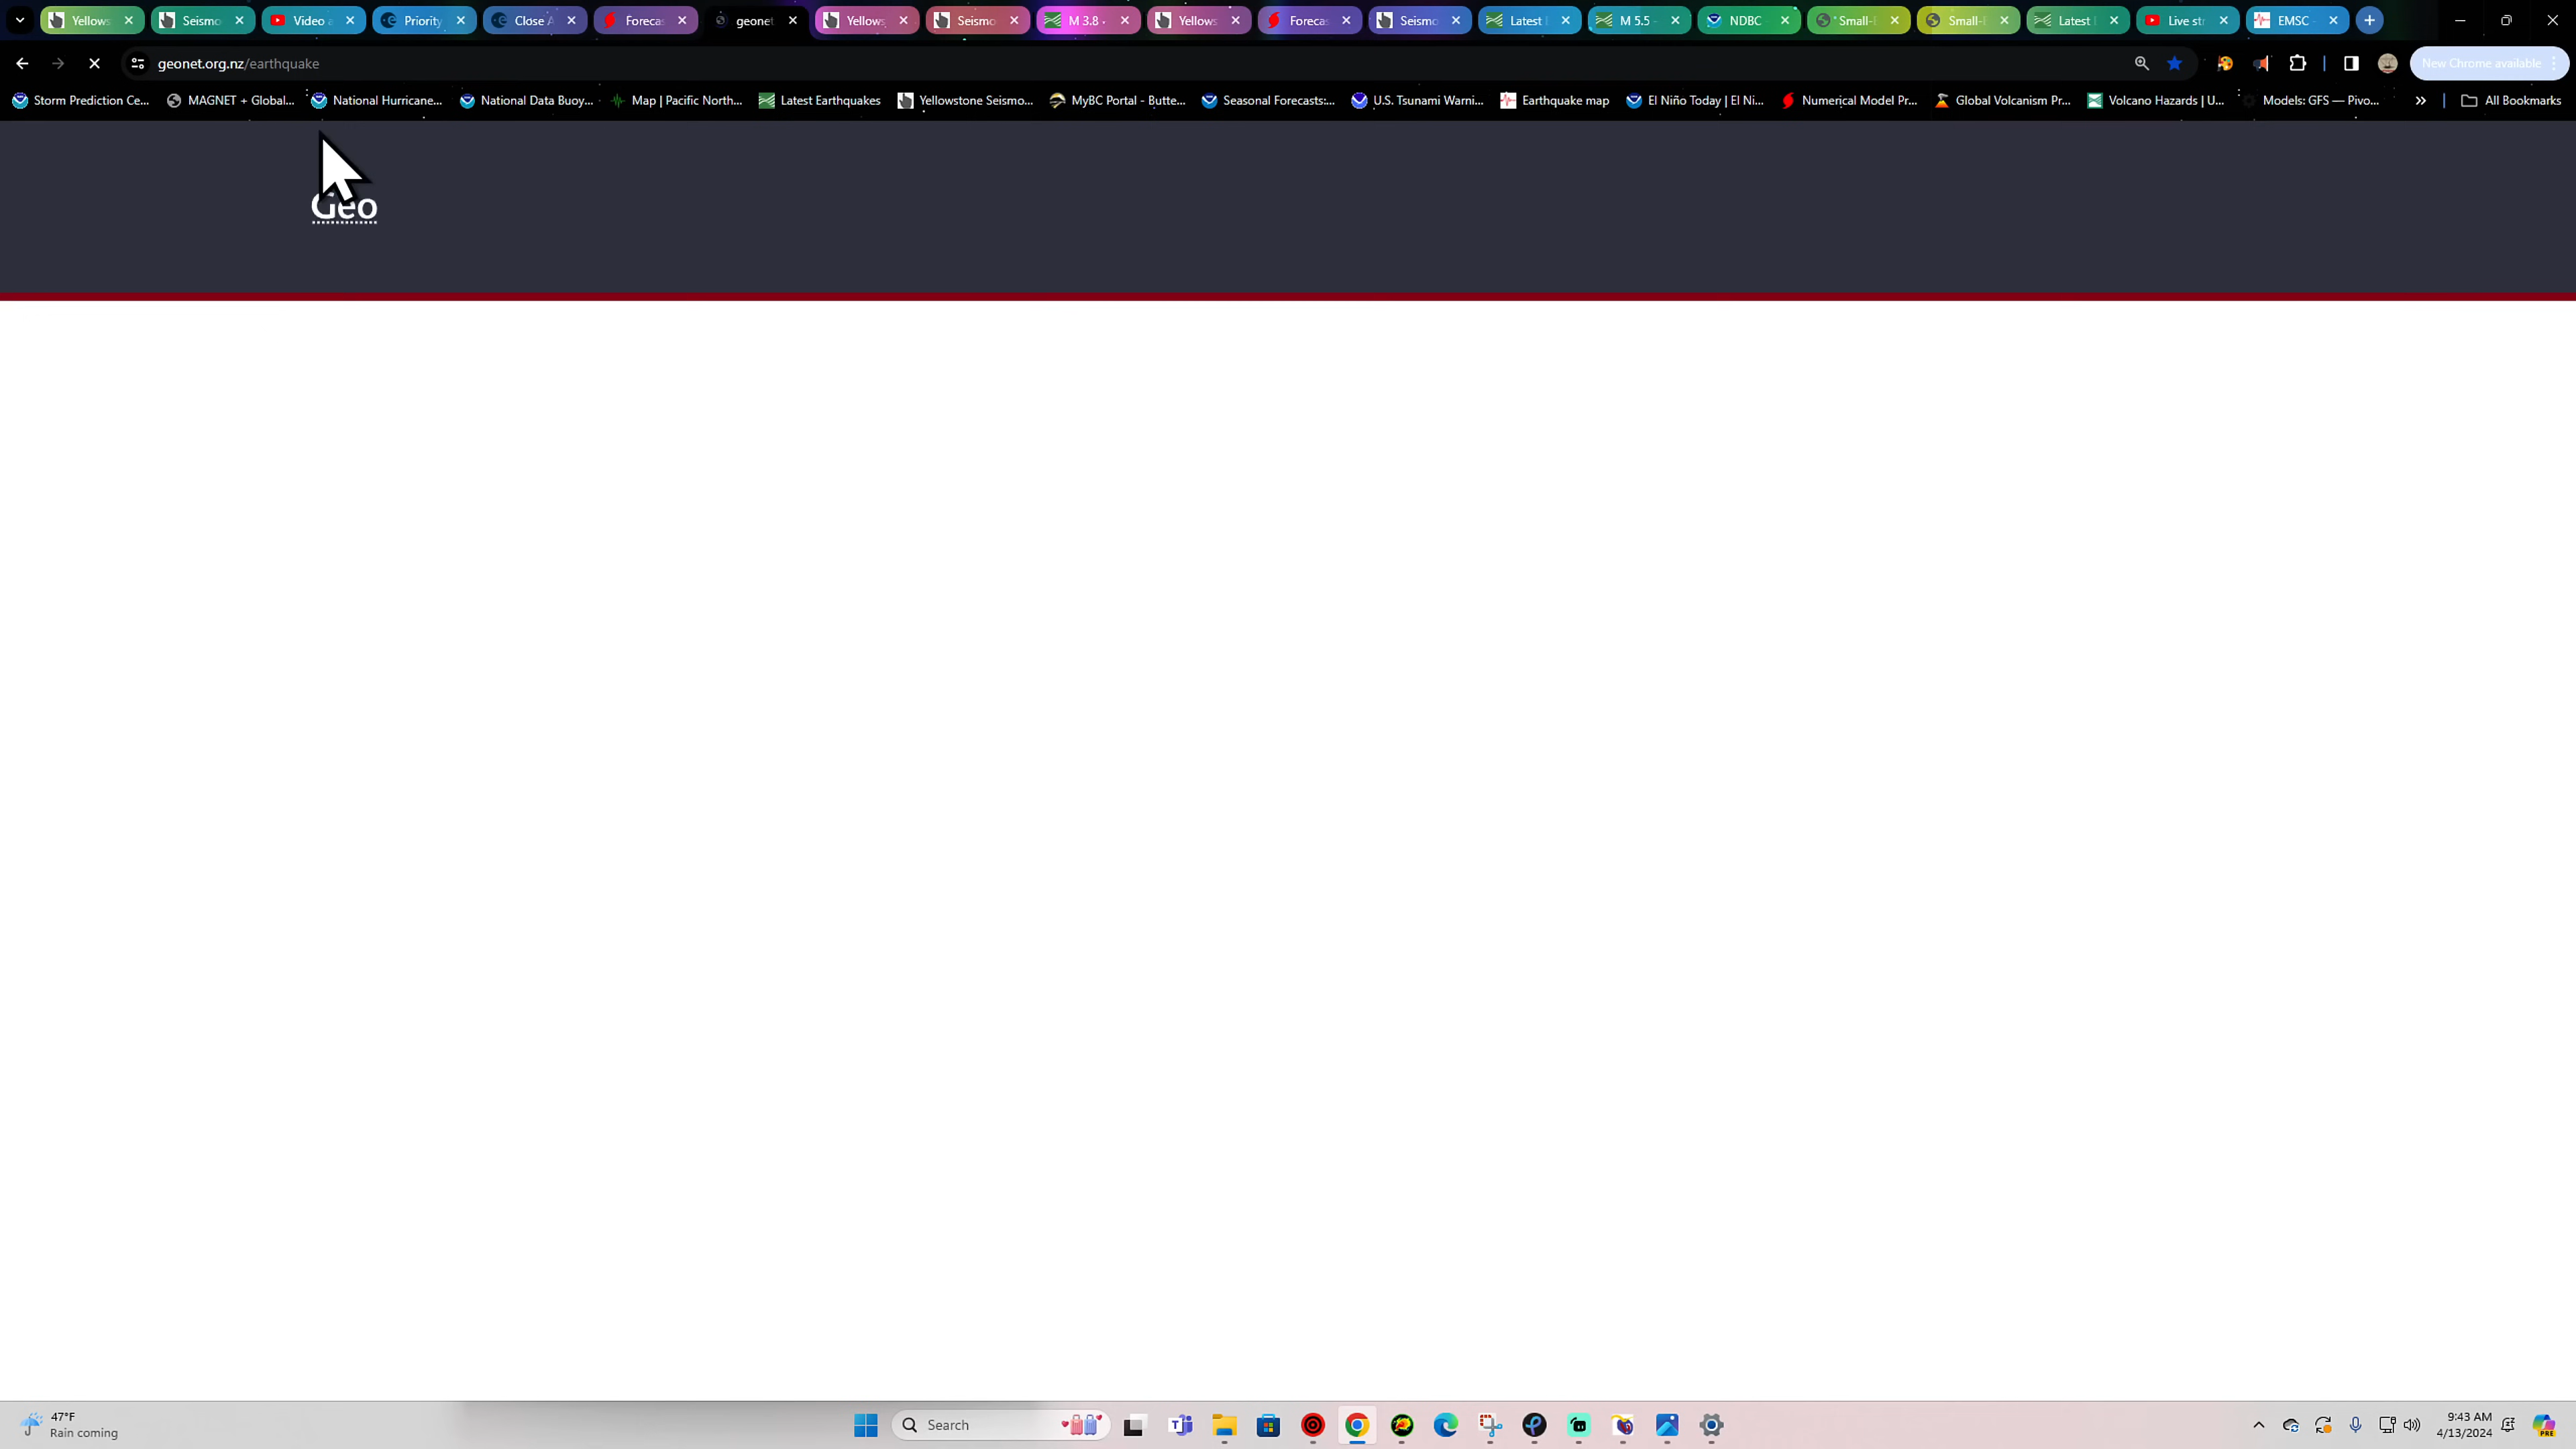 Yellows
Seismo
Video a
Priority
Close A
Forecas
geonet
Yellows
Seismo
M 3.8
Yellows
Forecas
Seismo
Latest
M 5.5
NDBC
Small-
Small-
Latest
Live str
EMSC
geonet.org.nz/earthquake
New Chrome available
Storm Prediction Ce...
MAGNET + Global...
National Hurricane...
National Data Buoy...
Map | Pacific North...
Latest Earthquakes
Yellowstone Seismo...
MyBC Portal - Butte...
Seasonal Forecasts:...
U.S. Tsunami Warni...
Earthquake map
El Niño Today | El Ni...
Numerical Model Pr...
Global Volcanism Pr...
Volcano Hazards | U...
Models: GFS — Pivo...
All Bookmarks
Geo
47°F
Rain coming
Search
9:43 AM
4/13/2024
PRE